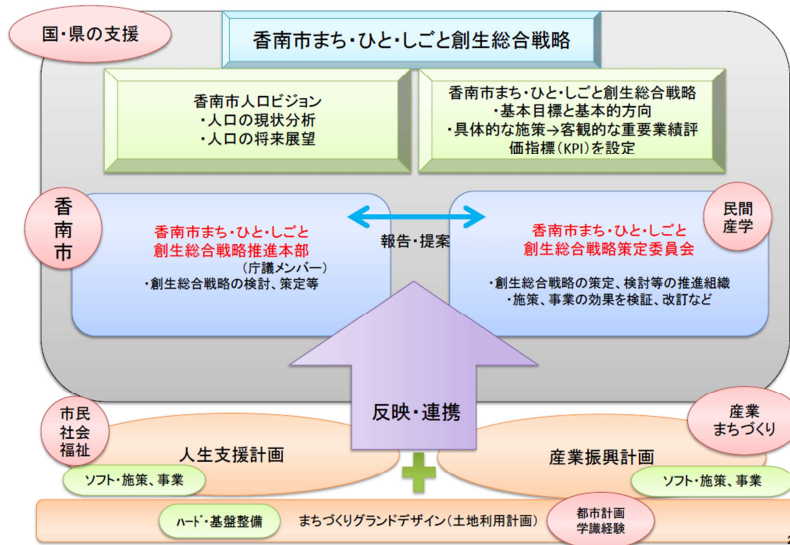 国・県の支援
香南市まち・ひと・しごと創生総合戦略
香南市人口ビジョン
・人口の現状分析
・人口の将来展望
香南市まち・ひと・しごと創生総合戦略
・基本目標と基本的方向
・具体的な施策→客観的な重要業績評
価指標(KPI)を設定
香
南
市
香南市まち・ひと・しごと
創生総合戦略推進本部
(庁議メンバー)
・創生総合戦略の検討、策定等
報告・提案
民間
産学
香南市まち・ひと・しごと
創生総合戦略策定委員会
・創生総合戦略の策定、検討等の推進組織
・施策、事業の効果を検証、改訂など
反映・連携
市民
社会
福祉
人生支援計画
ソフト・施策、事業
産業
まちづくり
産業振興計画
ソフト・施策、事業
ハード・基盤整備
まちづくりグランドデザイン(土地利用計画)
都市計画
学識経験
2